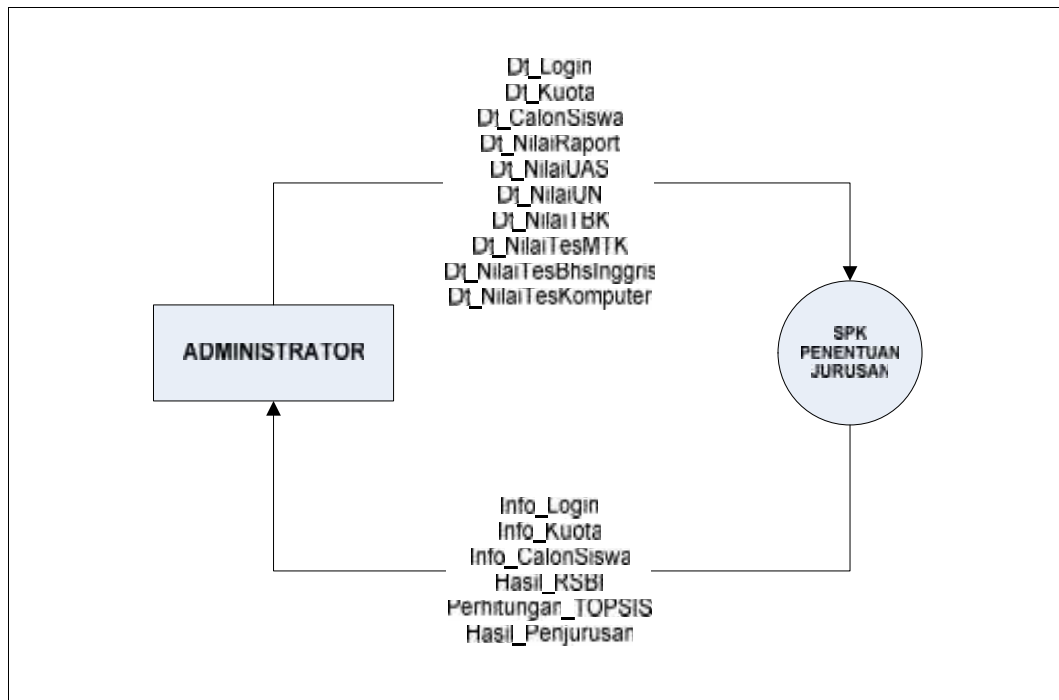 Dt_Login
Dt_Kuota
Dt_CalonSiswa
Dt_NilaiRaport
Dt_NilaiUAS
Dt_NilaiUN
Dt_NilaiTBK
Dt_NilaiTesMTK
Dt_NilaiTesBhsInggris
Dt_NilaiTesKomputer
ADMINISTRATOR
SPK
PENENTUAN
JURUSAN
Info_Login
Info_Kuota
Info_CalonSiswa
Hasil_RSBI
Perhitungan_TOPSIS
Hasil_Penjurusan